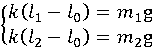 k(l₁ − l₀) = m₁g
k(l₂ − l₀) = m₂g